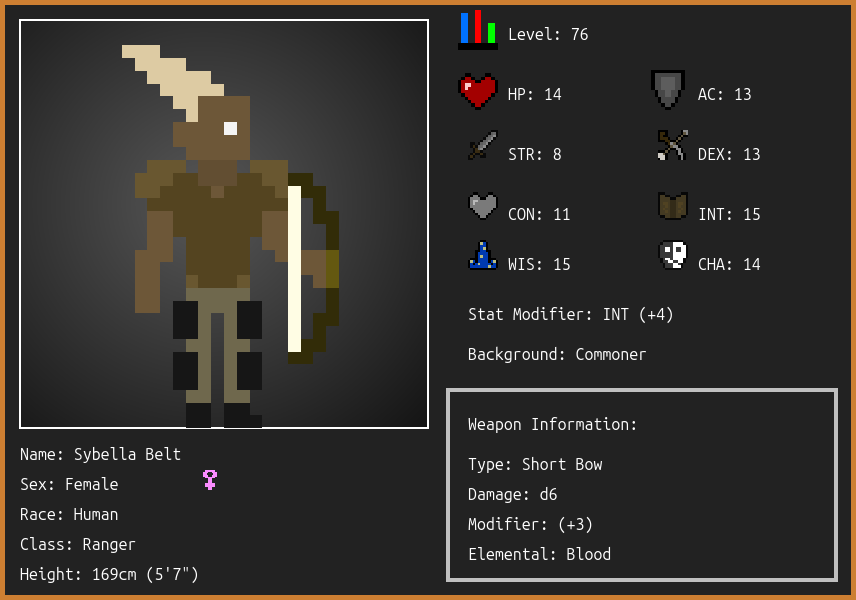 Level: 76
HP: 14
AC: 13
STR: 8
DEX: 13
CON: 11
INT: 15
WIS: 15
CHA: 14
Stat Modifier: INT (+4)
Background: Commoner
Weapon Information:
Type: Short Bow
Damage: d6
Modifier: (+3)
Elemental: Blood
Name: Sybella Belt
Sex: Female
Race: Human
Class: Ranger
Height: 169cm (5'7")